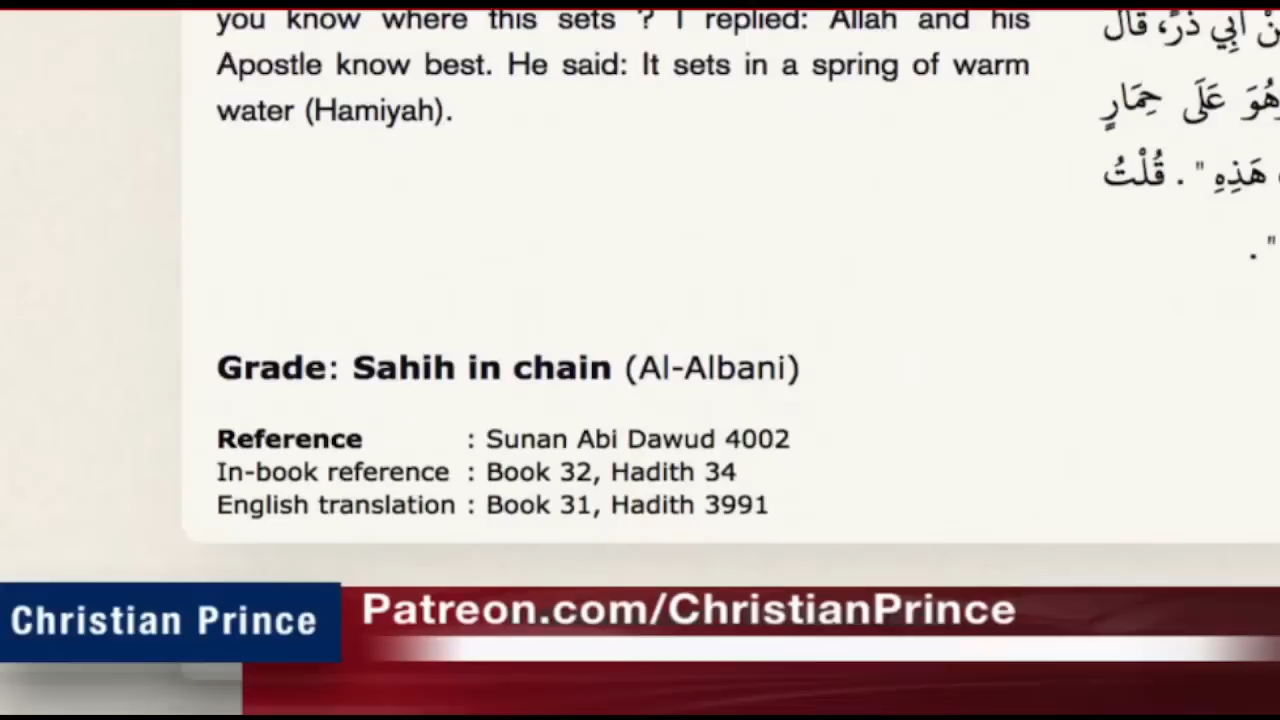 you know where this sets ? I replied: Allah and his
Apostle know best. He said: It sets in a spring of warm
water (Hamiyah).
أَبِي ذَرٍّ، قَالَ
وَهُوَ عَلَى حِمَارٍ
هَذِهِ " . قُلْتُ
" .
Grade: Sahih in chain (Al-Albani)
Reference : Sunan Abi Dawud 4002
In-book reference : Book 32, Hadith 34
English translation : Book 31, Hadith 3991
Christian Prince
Patreon.com/ChristianPrince